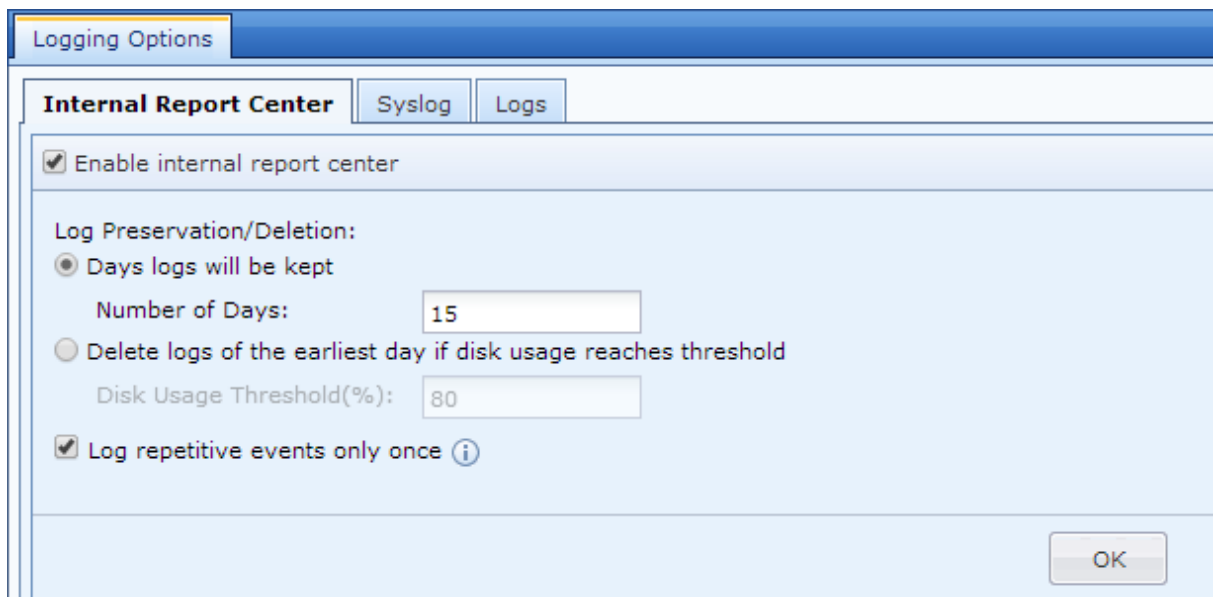 Logging Options
Internal Report Center Syslog Logs
Enable internal report center
Log Preservation/Deletion:
Days logs will be kept
Number of Days: 15
Delete logs of the earliest day if disk usage reaches threshold
Disk Usage Threshold(%): 80
Log repetitive events only once
OK